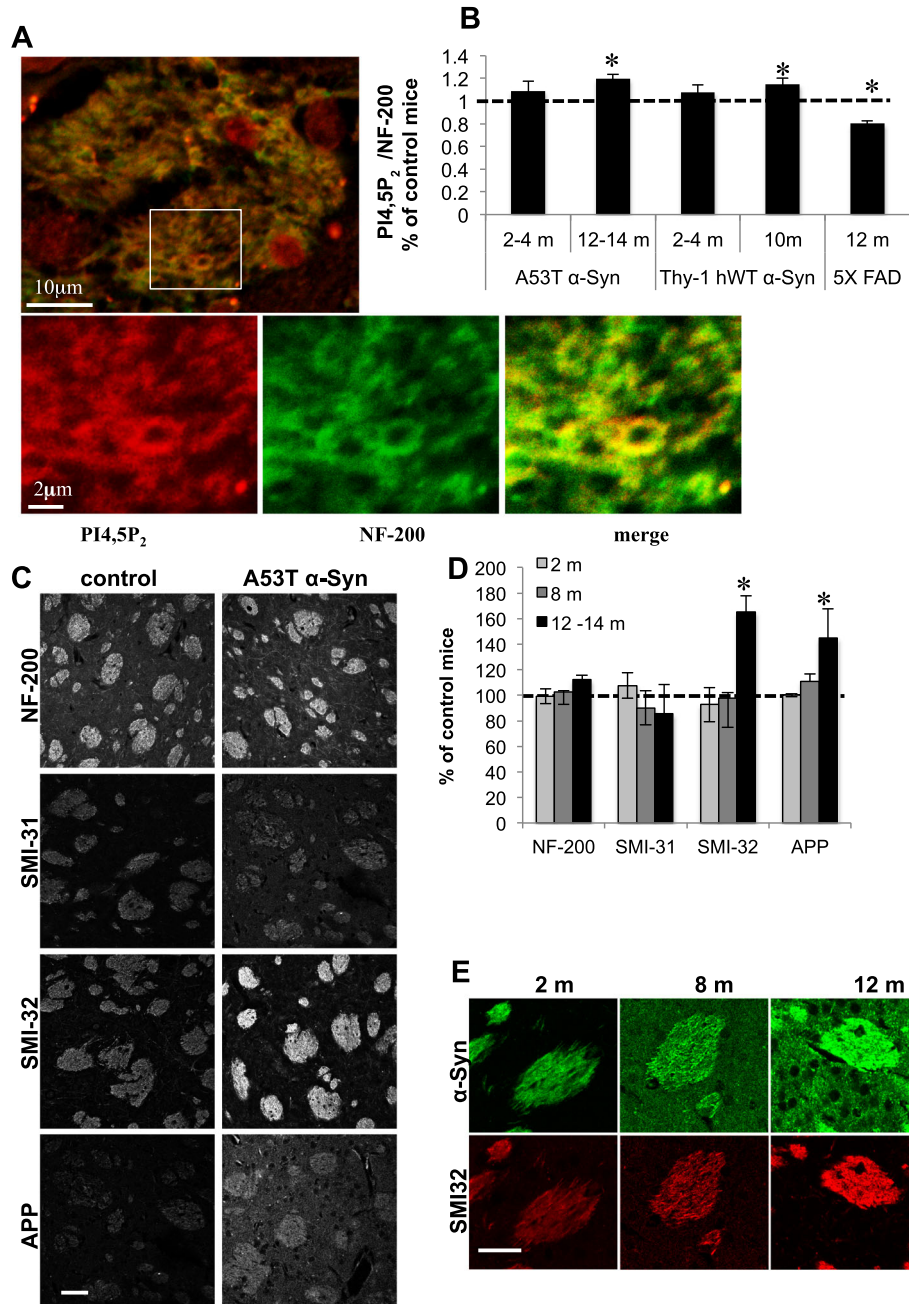 A
10μm
B
PI4,5P₂ /NF-200
% of control mice
1.4
1.2
1
0.8
0.6
0.4
0.2
0
*
*
*
2-4 m
12-14 m
2-4 m
10m
12 m
A53T α-Syn
Thy-1 hWT α-Syn
5X FAD
2μm
PI4,5P₂
NF-200
merge
C
control
A53T α-Syn
NF-200
SMI-31
SMI-32
APP
D
% of control mice
200
180
160
140
120
100
80
60
40
20
0
2 m
8 m
12 -14 m
*
*
NF-200
SMI-31
SMI-32
APP
E
2 m
8 m
12 m
α-Syn
SMI32